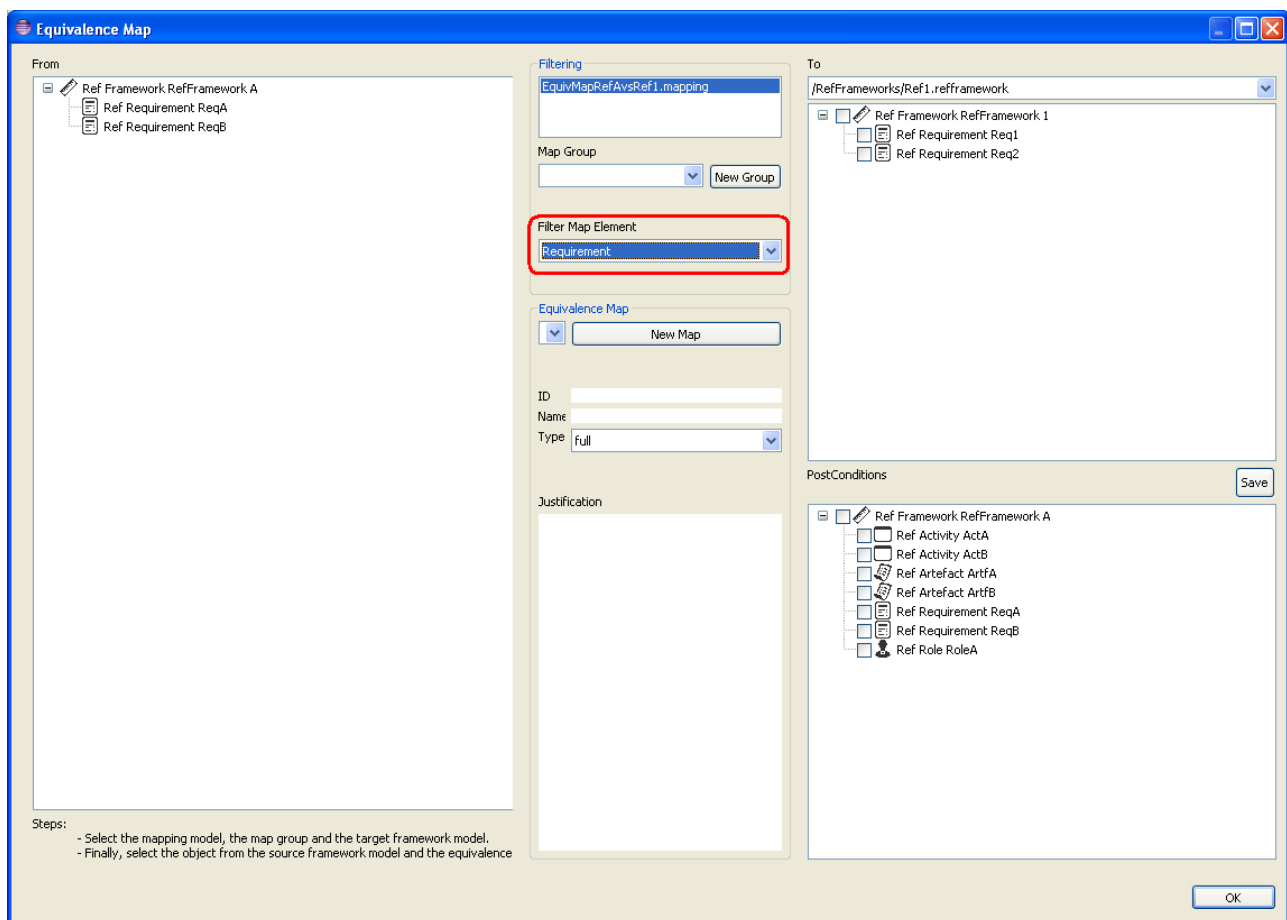 Equivalence Map
From
Ref Framework RefFramework A
Ref Requirement ReqA
Ref Requirement ReqB
Steps:
- Select the mapping model, the map group and the target framework model.
- Finally, select the object from the source framework model and the equivalence
Filtering
EquivMapRefAvsRef1.mapping
Map Group
New Group
Filter Map Element
Requirement
Equivalence Map
New Map
ID
Name
Type full
Justification
To
/RefFrameworks/Ref1.refframework
Ref Framework RefFramework 1
Ref Requirement Req1
Ref Requirement Req2
PostConditions
Save
Ref Framework RefFramework A
Ref Activity ActA
Ref Activity ActB
Ref Artefact ArtfA
Ref Artefact ArtfB
Ref Requirement ReqA
Ref Requirement ReqB
Ref Role RoleA
OK